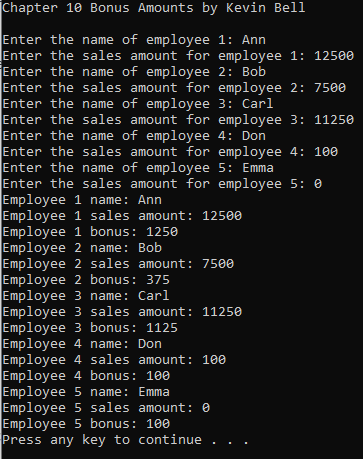 Chapter 10 Bonus Amounts by Kevin Bell
Enter the name of employee 1: Ann
Enter the sales amount for employee 1: 12500
Enter the name of employee 2: Bob
Enter the sales amount for employee 2: 7500
Enter the name of employee 3: Carl
Enter the sales amount for employee 3: 11250
Enter the name of employee 4: Don
Enter the sales amount for employee 4: 100
Enter the name of employee 5: Emma
Enter the sales amount for employee 5: 0
Employee 1 name: Ann
Employee 1 sales amount: 12500
Employee 1 bonus: 1250
Employee 2 name: Bob
Employee 2 sales amount: 7500
Employee 2 bonus: 375
Employee 3 name: Carl
Employee 3 sales amount: 11250
Employee 3 bonus: 1125
Employee 4 name: Don
Employee 4 sales amount: 100
Employee 4 bonus: 100
Employee 5 name: Emma
Employee 5 sales amount: 0
Employee 5 bonus: 100
Press any key to continue . . .